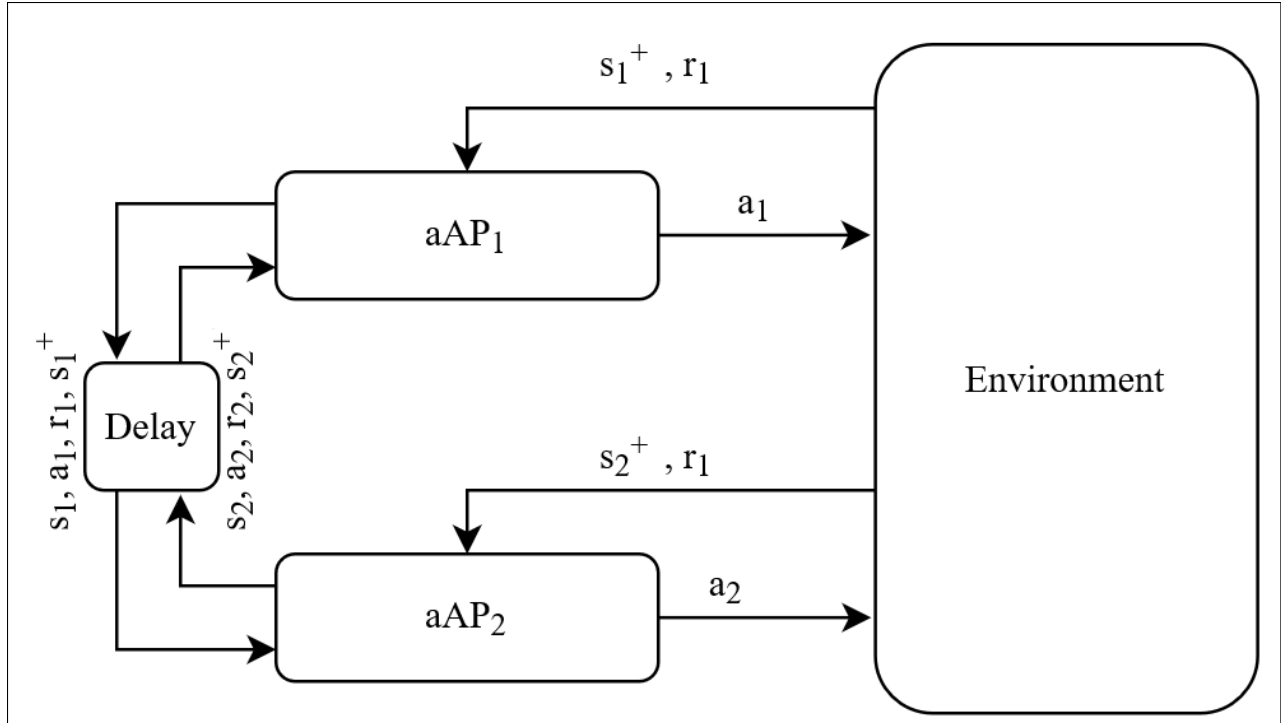 s₁⁺ , r₁
aAP₁
a₁
s₁, a₁, r₁, s₁⁺
Delay
s₂, a₂, r₂, s₂⁺
Environment
s₂⁺ , r₁
aAP₂
a₂